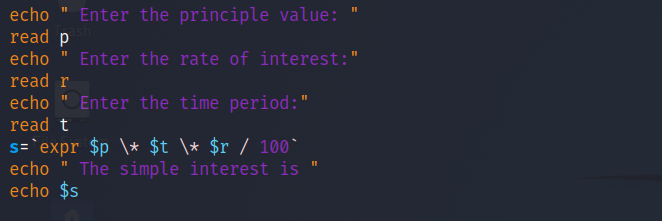 echo " Enter the principle value: "
read p
echo " Enter the rate of interest:"
read r
echo " Enter the time period:"
read t
s=`expr $p \* $t \* $r / 100`
echo " The simple interest is "
echo $s